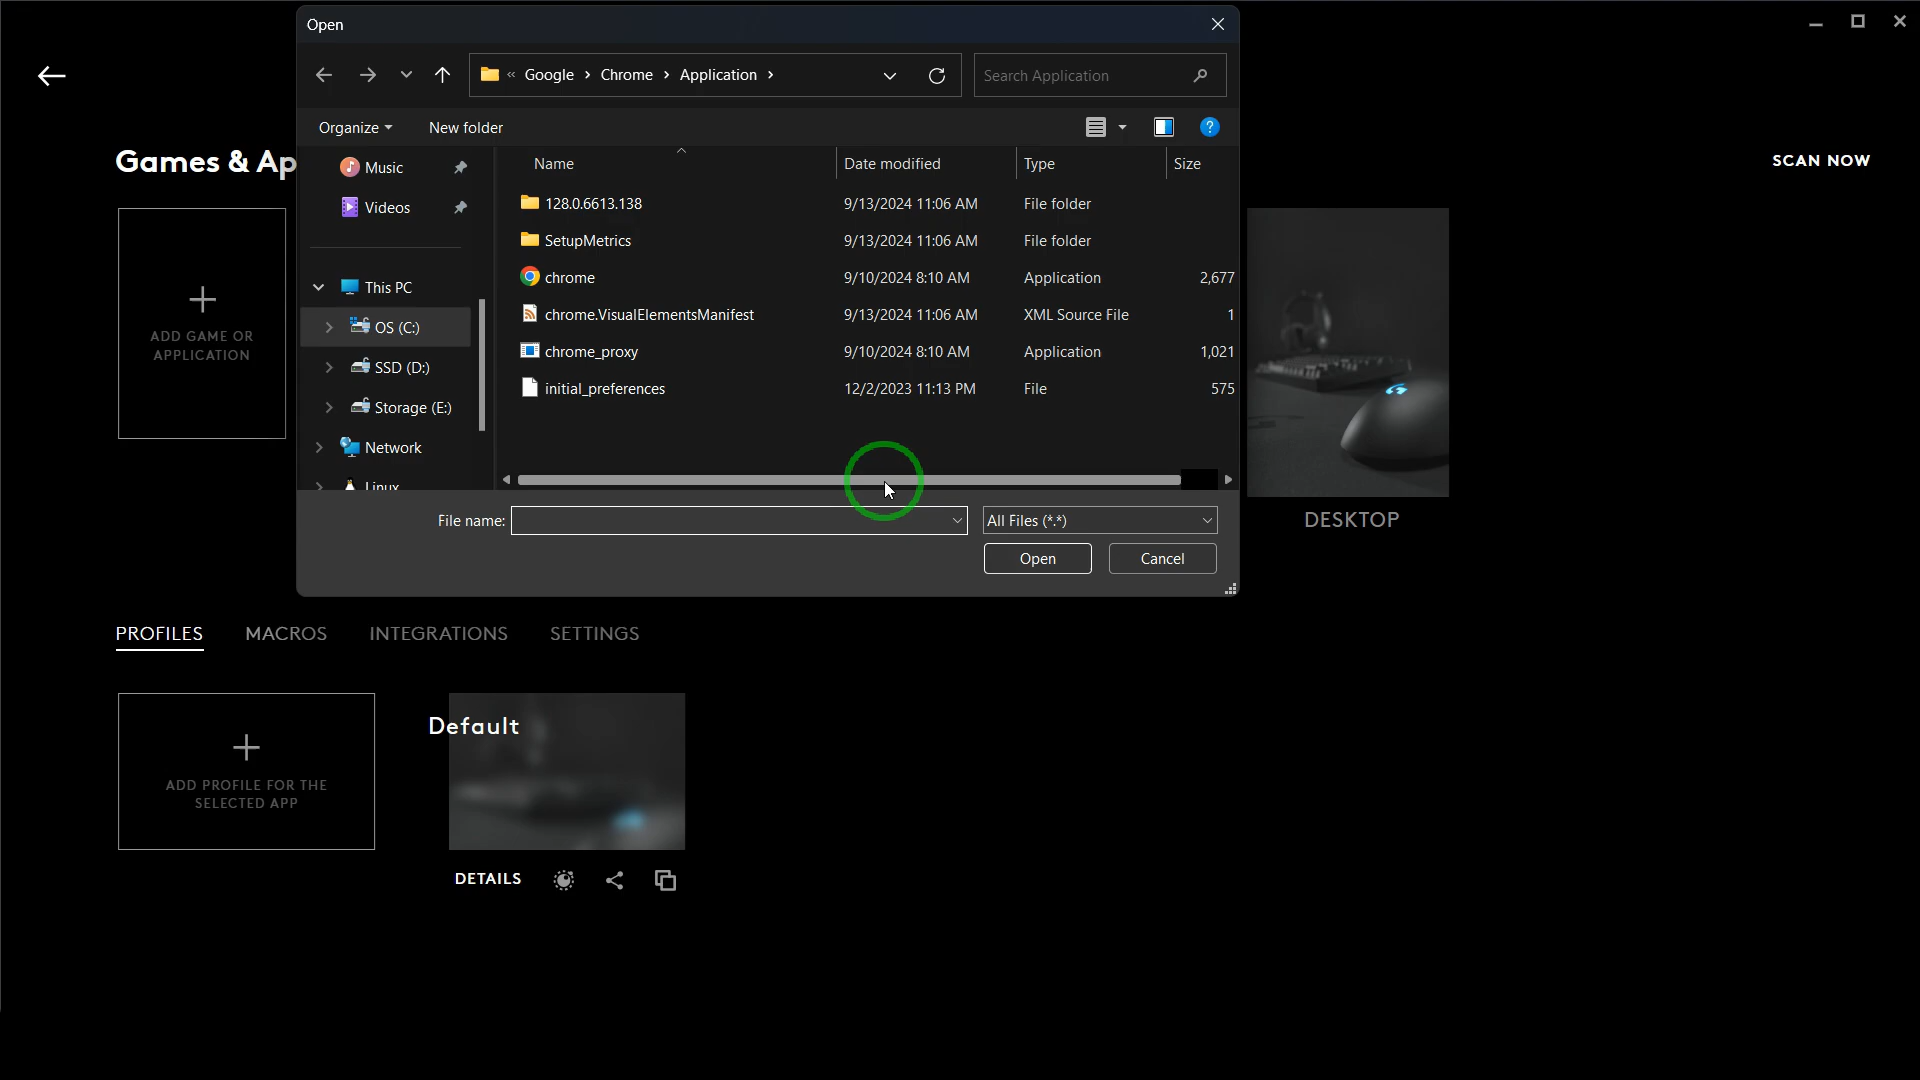 Open
Google Chrome Application
Search Application
Organize New folder
Games & Ap
SCAN NOW
Name Date modified Type Size
Music
Videos
128.0.6613.138 9/13/2024 11:06 AM File folder
SetupMetrics 9/13/2024 11:06 AM File folder
chrome 9/10/2024 8:10 AM Application 2,677
chrome.VisualElementsManifest 9/13/2024 11:06 AM XML Source File 1
chrome_proxy 9/10/2024 8:10 AM Application 1,021
initial_preferences 12/2/2023 11:13 PM File 575
This PC
OS (C:)
SSD (D:)
Storage (E:)
Network
Linux
ADD GAME OR
APPLICATION
File name: All Files (*.*)
Open Cancel
DESKTOP
PROFILES MACROS INTEGRATIONS SETTINGS
Default
ADD PROFILE FOR THE
SELECTED APP
DETAILS